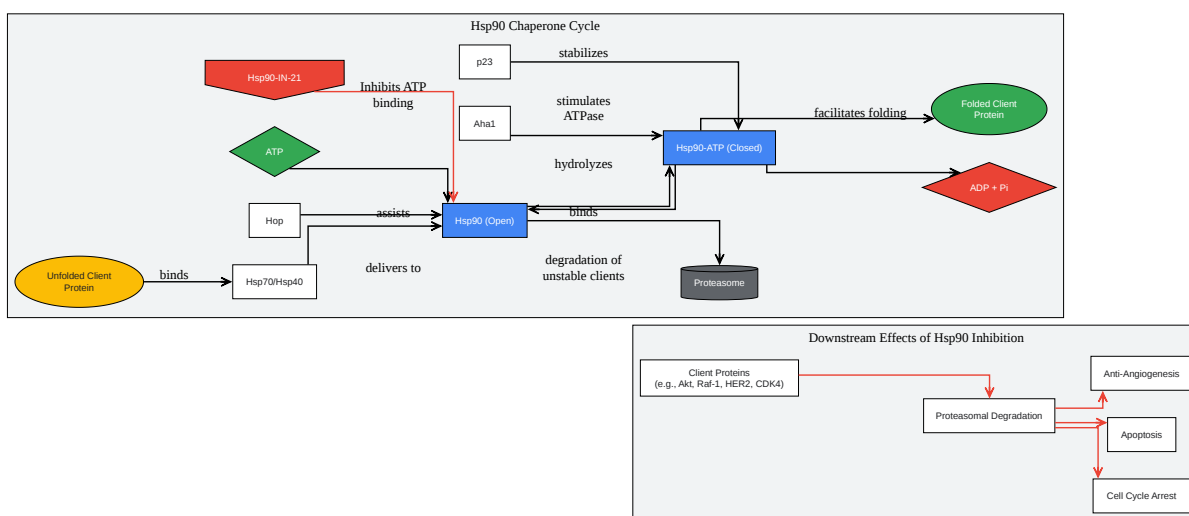 Hsp90 Chaperone Cycle
p23
stabilizes
Hsp90-IN-21
Inhibits ATP
binding
Folded Client
Protein
stimulates
ATPase
facilitates folding
Aha1
ATP
Hsp90-ATP (Closed)
hydrolyzes
ADP + Pi
Hop
assists
Hsp90 (Open)
binds
Unfolded Client
Protein
binds
Hsp70/Hsp40
delivers to
degradation of
unstable clients
Proteasome
Downstream Effects of Hsp90 Inhibition
Client Proteins
(e.g., Akt, Raf-1, HER2, CDK4)
Anti-Angiogenesis
Proteasomal Degradation
Apoptosis
Cell Cycle Arrest